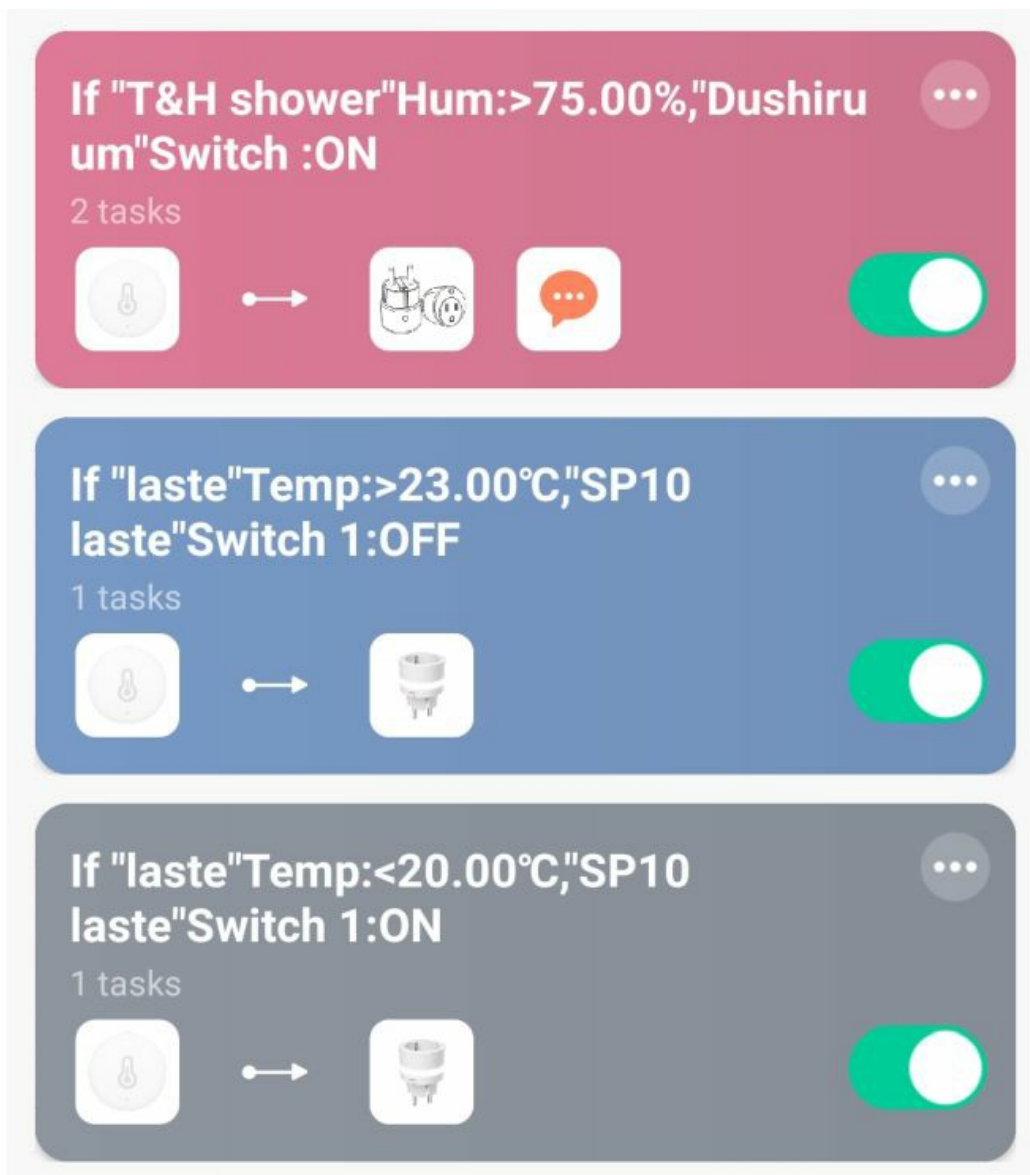 If "T&H shower"Hum:>75.00%,"Dushiru
um"Switch :ON
2 tasks
If "laste"Temp:>23.00℃,"SP10
laste"Switch 1:OFF
1 tasks
If "laste"Temp:<20.00℃,"SP10
laste"Switch 1:ON
1 tasks